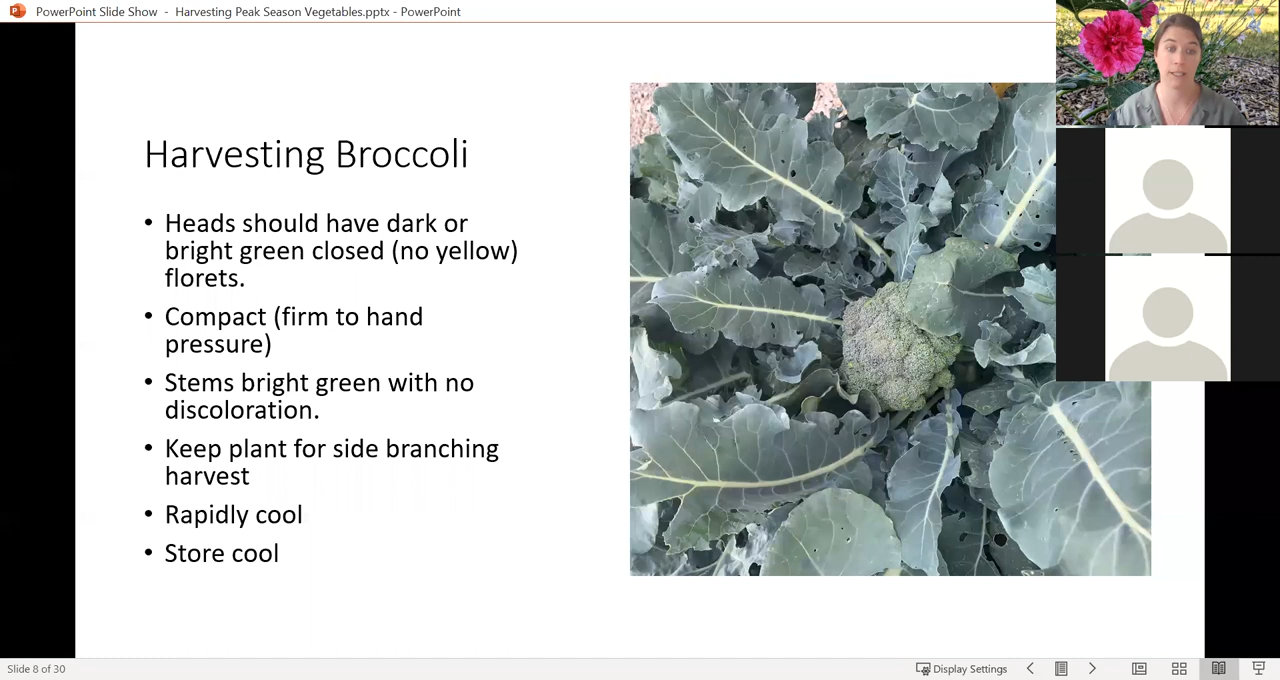 PowerPoint Slide Show - Harvesting Peak Season Vegetables.pptx - PowerPoint
Harvesting Broccoli
• Heads should have dark or
bright green closed (no yellow)
florets.
• Compact (firm to hand
pressure)
• Stems bright green with no
discoloration.
• Keep plant for side branching
harvest
• Rapidly cool
• Store cool
Slide 8 of 30
Display Settings